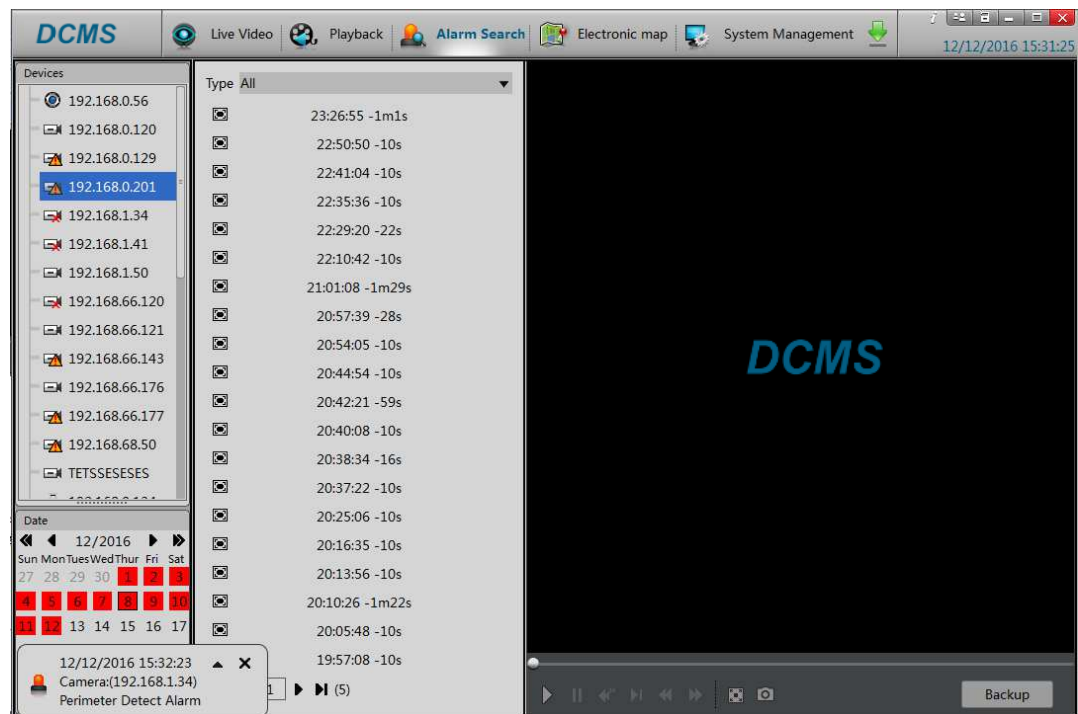 DCMS
Live Video
Playback
Alarm Search
Electronic map
System Management
12/12/2016 15:31:25
Devices
192.168.0.56
192.168.0.120
192.168.0.129
192.168.0.201
192.168.1.34
192.168.1.41
192.168.1.50
192.168.66.120
192.168.66.121
192.168.66.143
192.168.66.176
192.168.66.177
192.168.68.50
TETSSESESES
Type All
23:26:55 -1m1s
22:50:50 -10s
22:41:04 -10s
22:35:36 -10s
22:29:20 -22s
22:10:42 -10s
21:01:08 -1m29s
20:57:39 -28s
20:54:05 -10s
20:44:54 -10s
20:42:21 -59s
20:40:08 -10s
20:38:34 -16s
20:37:22 -10s
20:25:06 -10s
20:16:35 -10s
20:13:56 -10s
20:10:26 -1m22s
20:05:48 -10s
19:57:08 -10s
1 (5)
DCMS
Date
12/2016
Sun Mon Tues Wed Thur Fri Sat
27 28 29 30 1 2 3
4 5 6 7 8 9 10
11 12 13 14 15 16 17
12/12/2016 15:32:23
Camera:(192.168.1.34)
Perimeter Detect Alarm
Backup